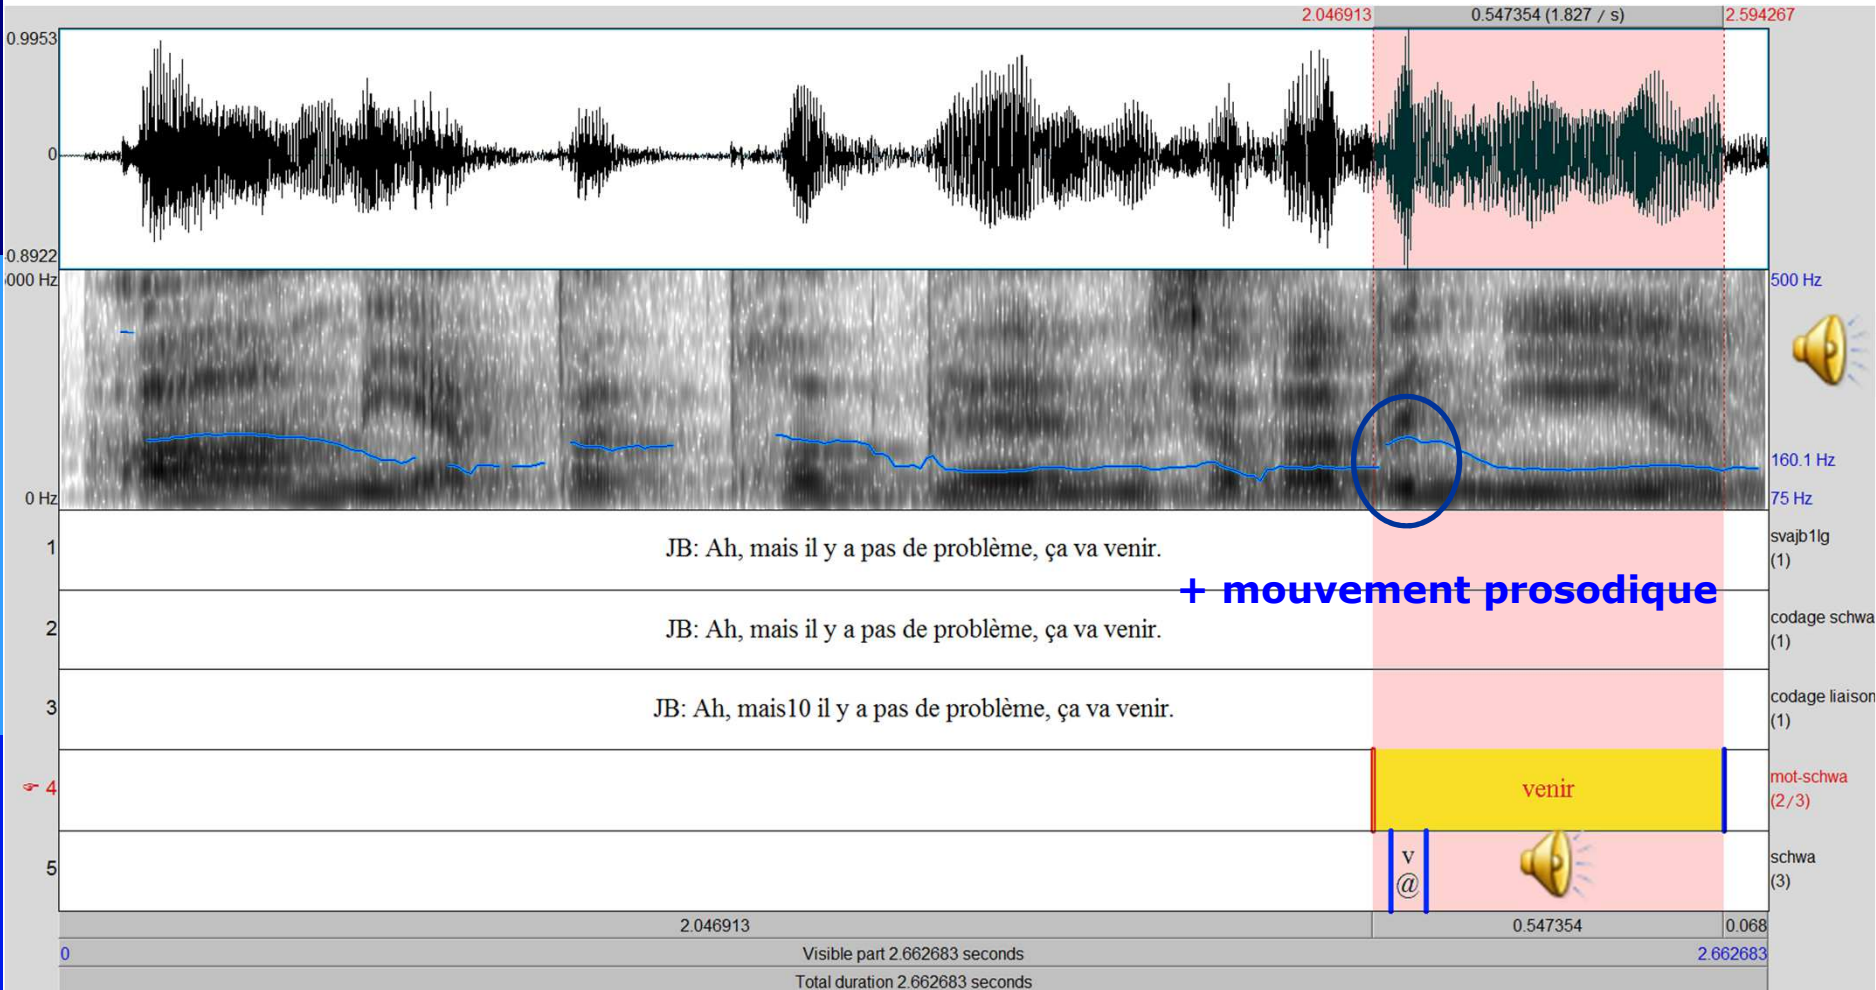 2.046913 0.547354 (1.827 / s) 2.594267
0.9953
0
0.8922
000 Hz 500 Hz
160.1 Hz
0 Hz 75 Hz
1 JB: Ah, mais il y a pas de problème, ça va venir. svajb1lg
(1)
+ mouvement prosodique
2 JB: Ah, mais il y a pas de problème, ça va venir. codage schwa
(1)
3 JB: Ah, mais10 il y a pas de problème, ça va venir. codage liaison
(1)
4 venir mot-schwa
(2/3)
5 v schwa
@ (3)
2.046913 0.547354 0.068
0 Visible part 2.662683 seconds 2.662683
Total duration 2.662683 seconds